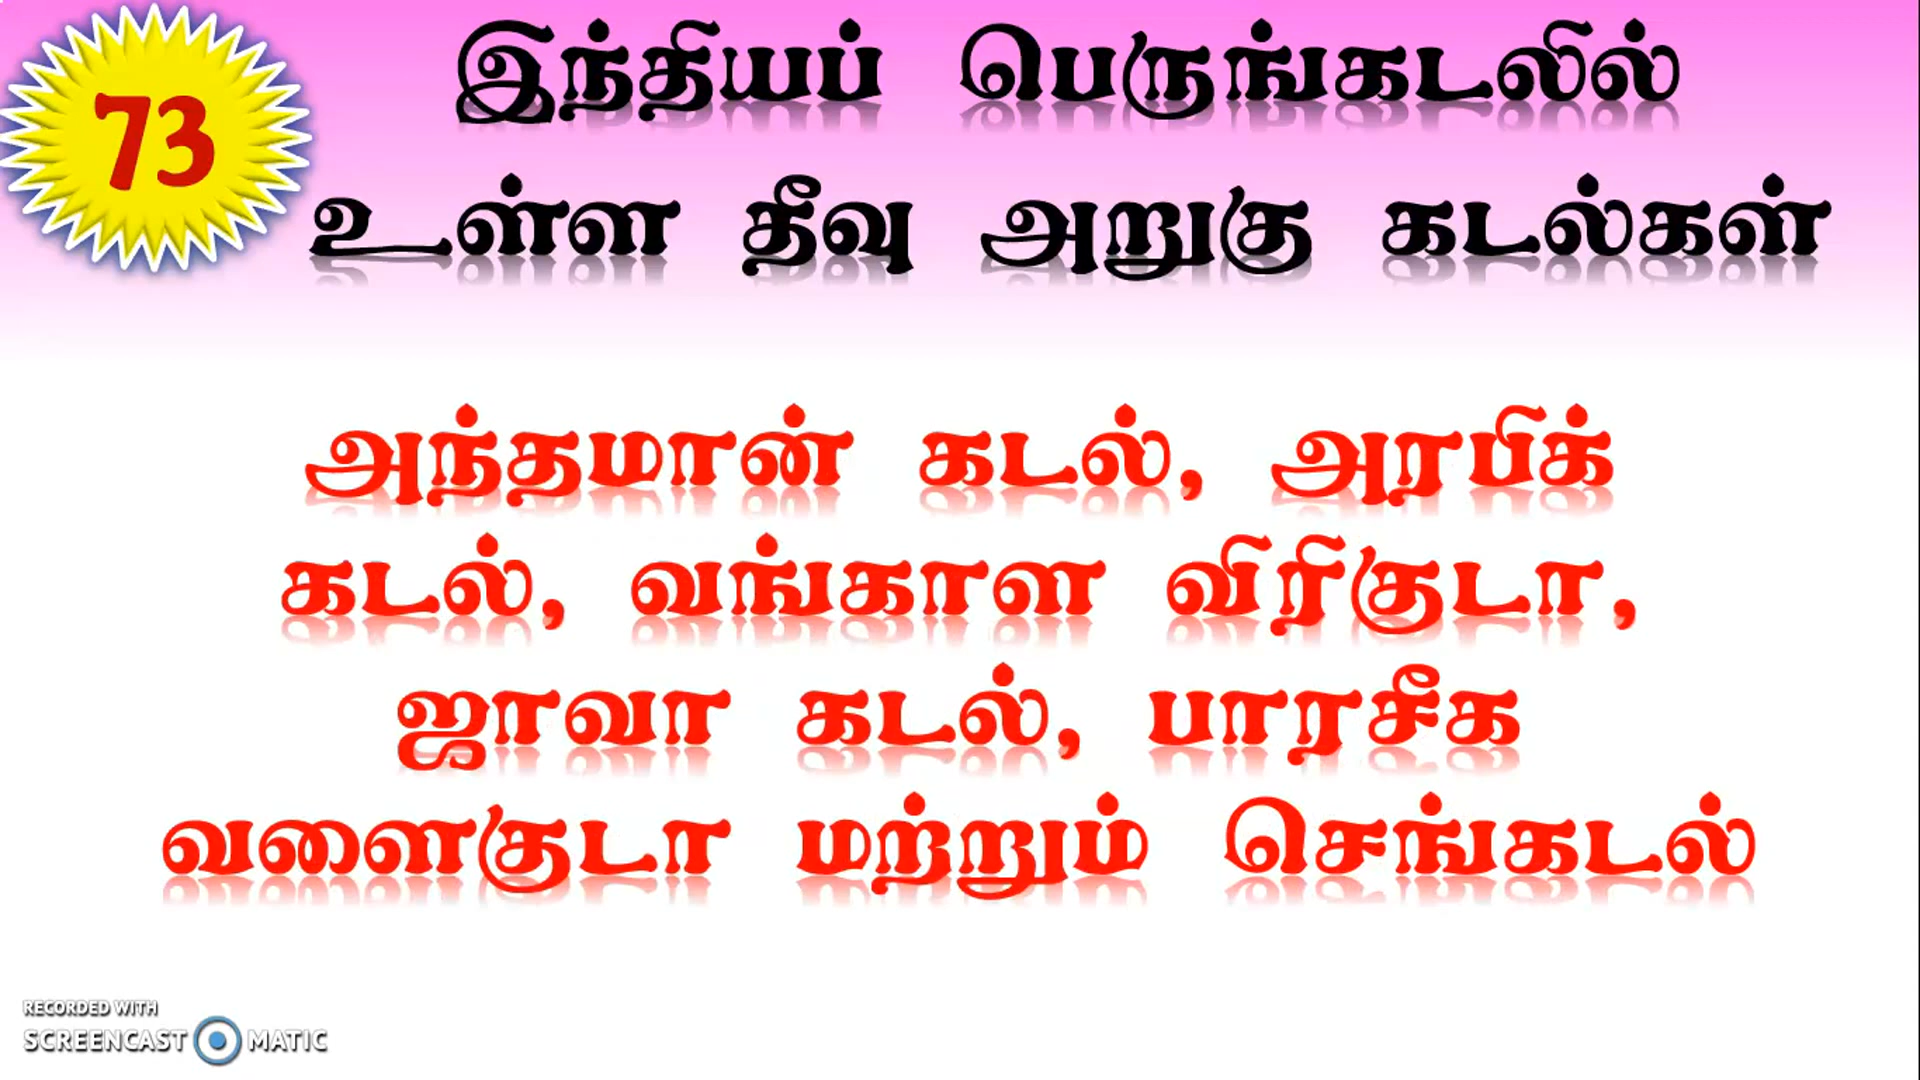 73
இந்தியப் பெருங்கடலில்
உள்ள தீவு அறுகு கடல்கள்
அந்தமான் கடல், அரபிக்
கடல், வங்காள விரிகுடா,
ஜாவா கடல், பாரசீக
வளைகுடா மற்றும் செங்கடல்
RECORDED WITH
SCREENCAST MATIC